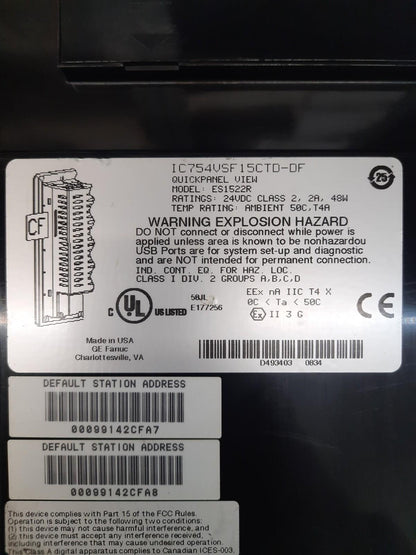 IC754VSF15CTD-DF
QUICKPANEL VIEW
MODEL: ES1522R
RATINGS: 24VDC CLASS 2, 2A, 48W
TEMP RATING: AMBIENT 50C,T4A
25
CF
WARNING EXPLOSION HAZARD
DO NOT connect or disconnect while power is
applied unless area is known to be nonhazardou
USB Ports are for system set-up and diagnostic
and are NOT intended for permanent connection.
IND. CONT. EQ. FOR HAZ. LOC.
CLASS I DIV. 2 GROUPS A,B,C,D
C UL US LISTED
58JL
E177256
EEx nA IIC T4 X
0C < Ta < 50C
Ex II 3 G
CE
Made in USA
GE Fanuc
Charlottesville, VA
D493403 0834
DEFAULT STATION ADDRESS
00099142CFA7
DEFAULT STATION ADDRESS
00099142CFA8
This device complies with Part 15 of the FCC Rules.
Operation is subject to the following two conditions:
(1) this device may not cause harmful interference, and
(2) this device must accept any interference received,
including interference that may cause undesired operation.
This Class A digital apparatus complies to Canadian ICES-003.